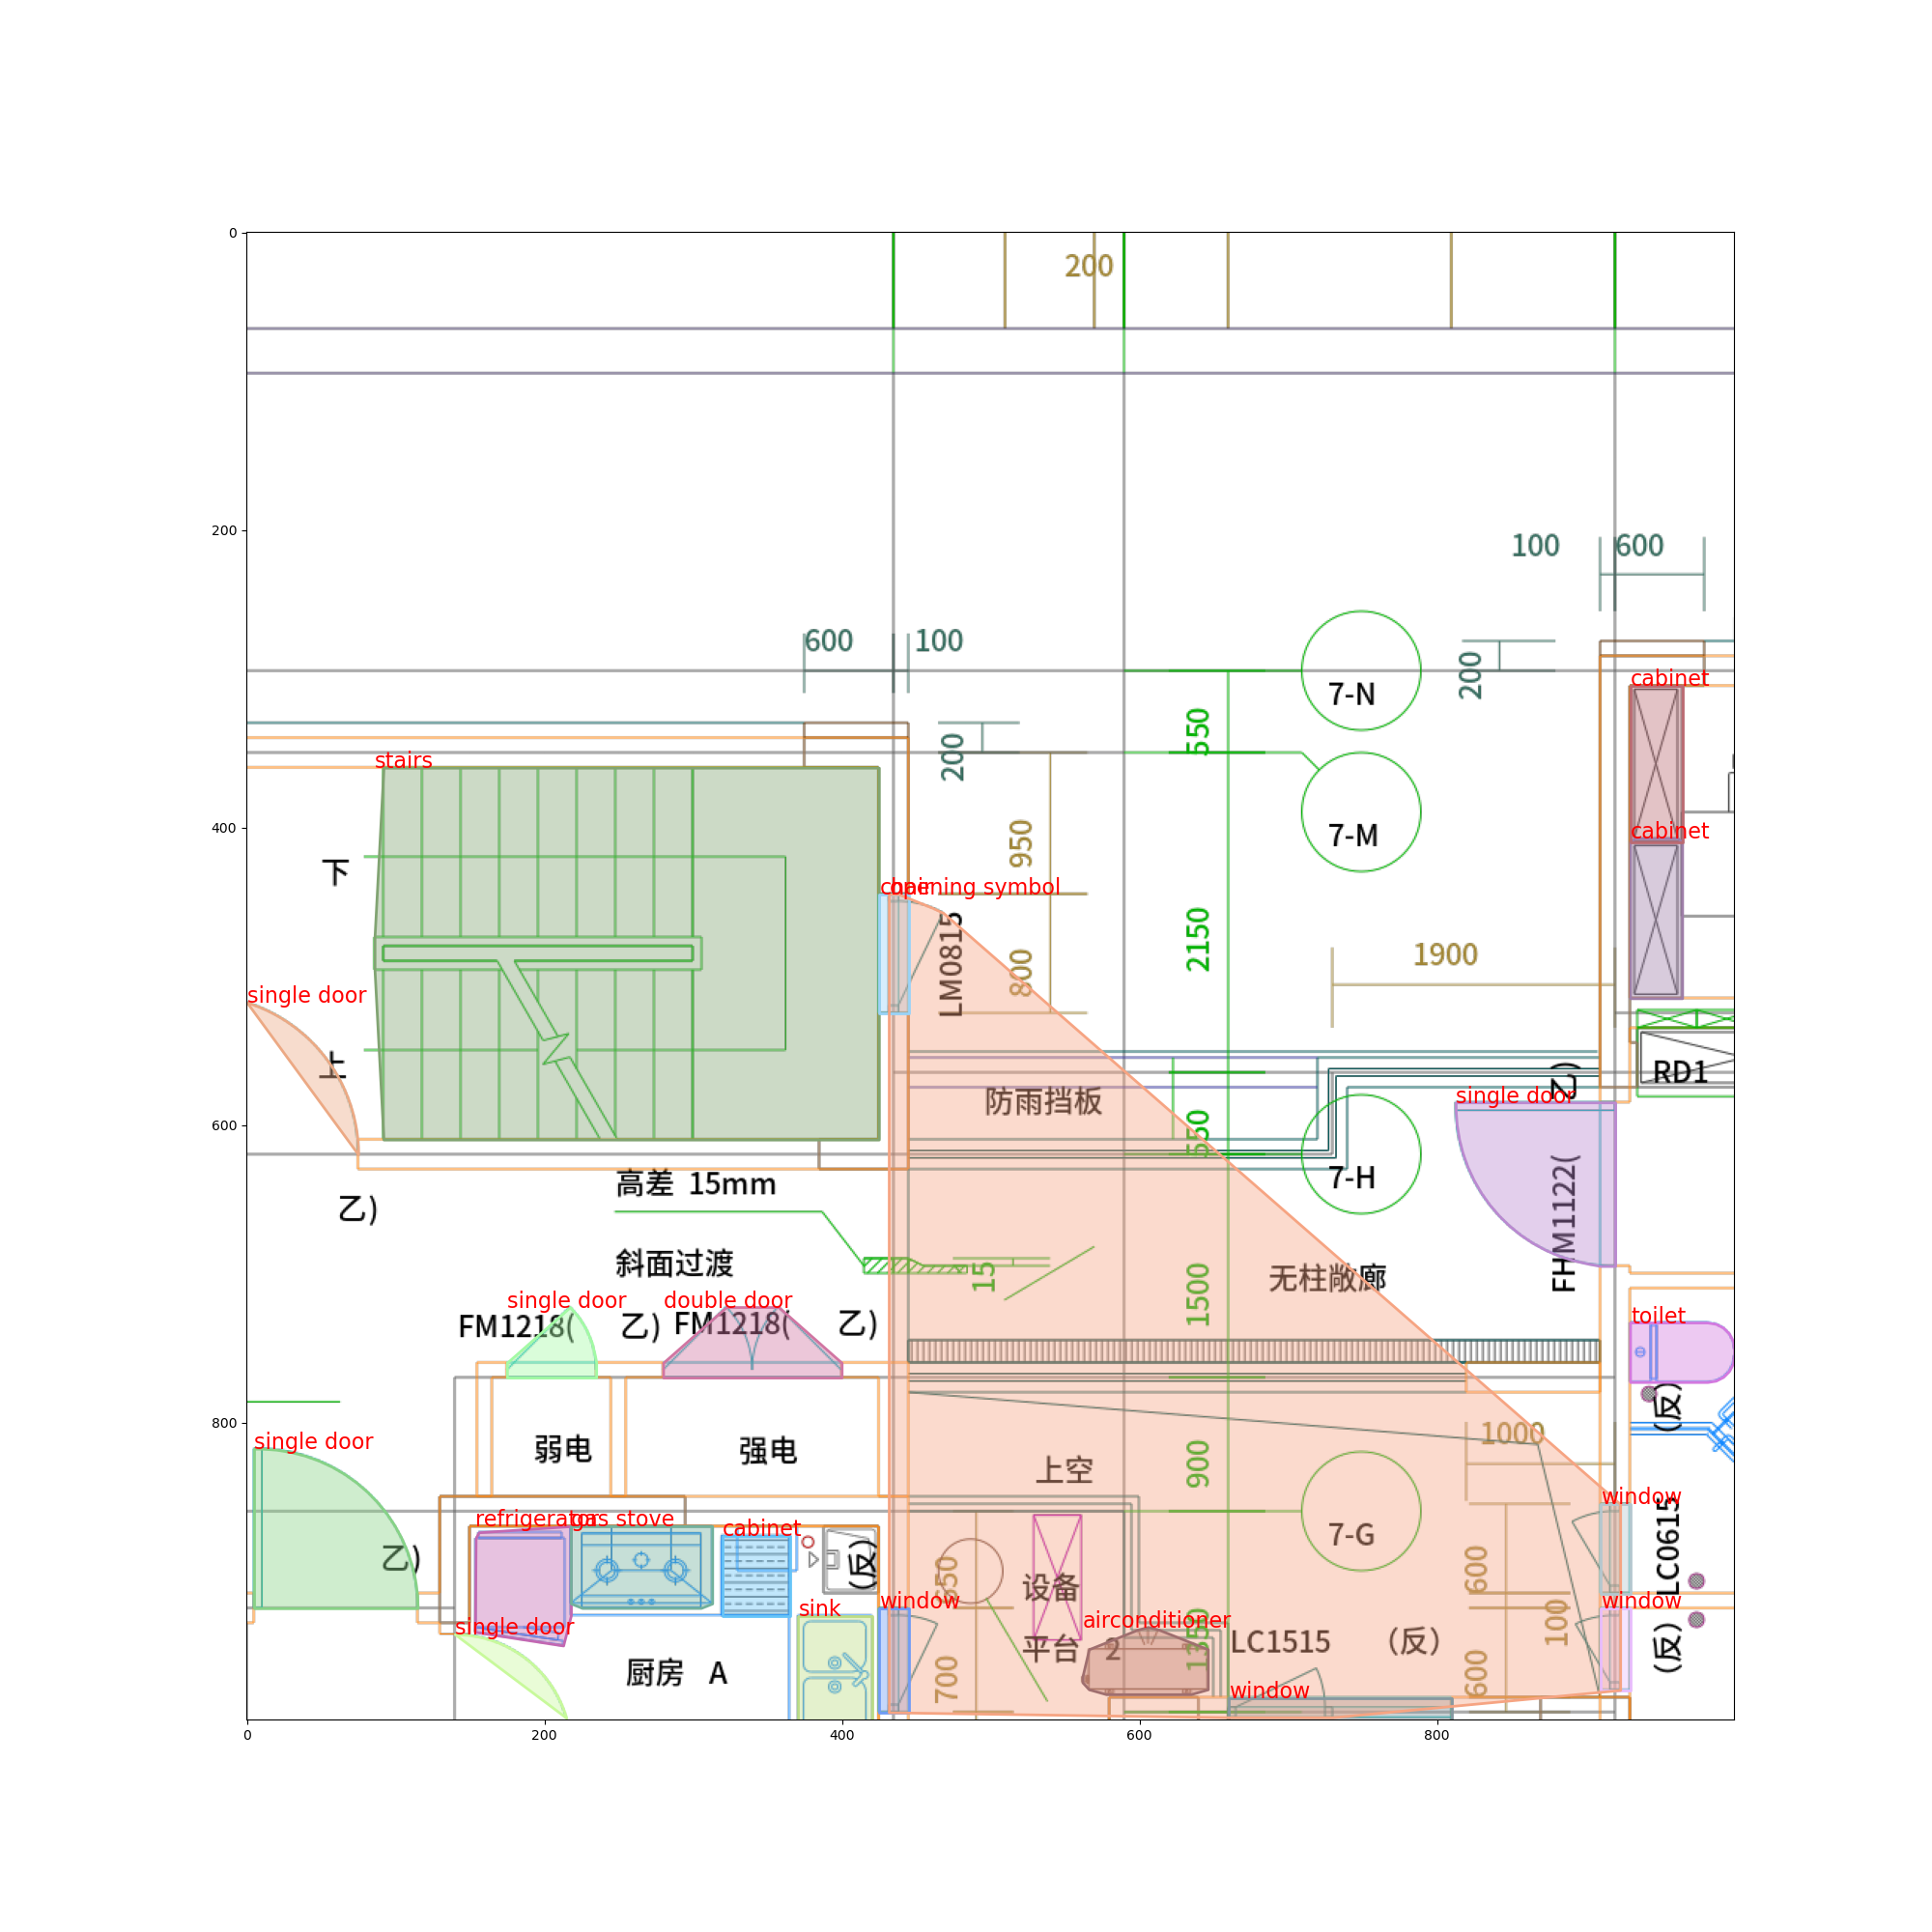 0
200
100
600
600
100
7-N
200
cabinet
200
550
stairs
400
7-M
cabinet
950
下
opening symbol
LM0815
2150
1900
800
single door
上
RD1
防雨挡板
single door
600
550
7-H
高差 15mm
FHM1122(
乙)
乙)
斜面过渡
15
1500
无柱敞廊
single door
double door
toilet
FM1218(
乙)
FM1218(
乙)
(反)
800
1000
single door
弱电
强电
900
上空
window
LC0615
refrigerator
gas stove
cabinet
7-G
乙)
(反)
650
设备
600
window
window
sink
airconditioner
single door
平台 2
1350
LC1515 （反）
100
(反)
厨房 A
700
600
window
0
200
400
600
800